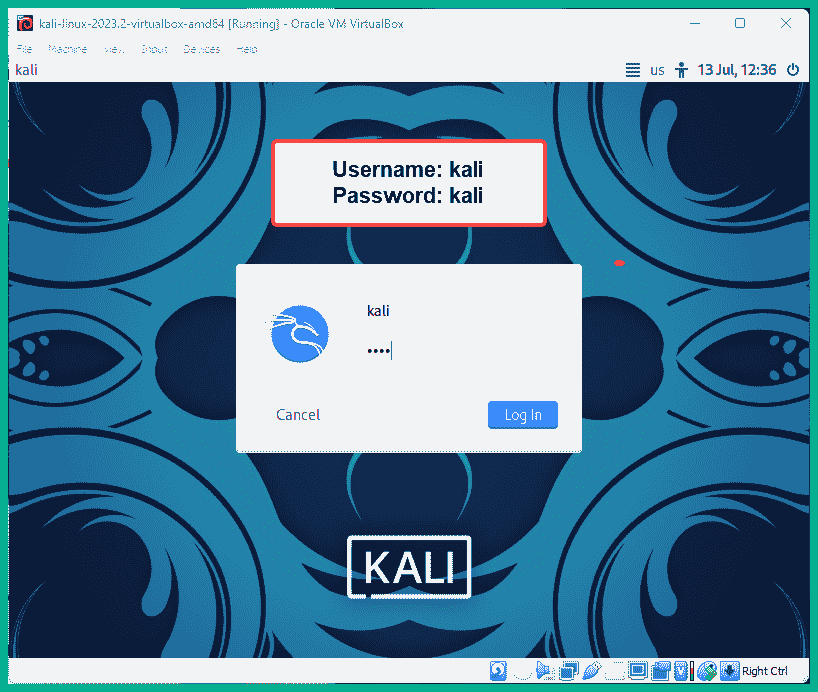 kali-linux-2023.2-virtualbox-amd64 [Running] - Oracle VM VirtualBox
File Machine View Input Devices Help
kali us 13 Jul, 12:36
Username: kali
Password: kali
kali
••••
Cancel Log In
KALI
Right Ctrl